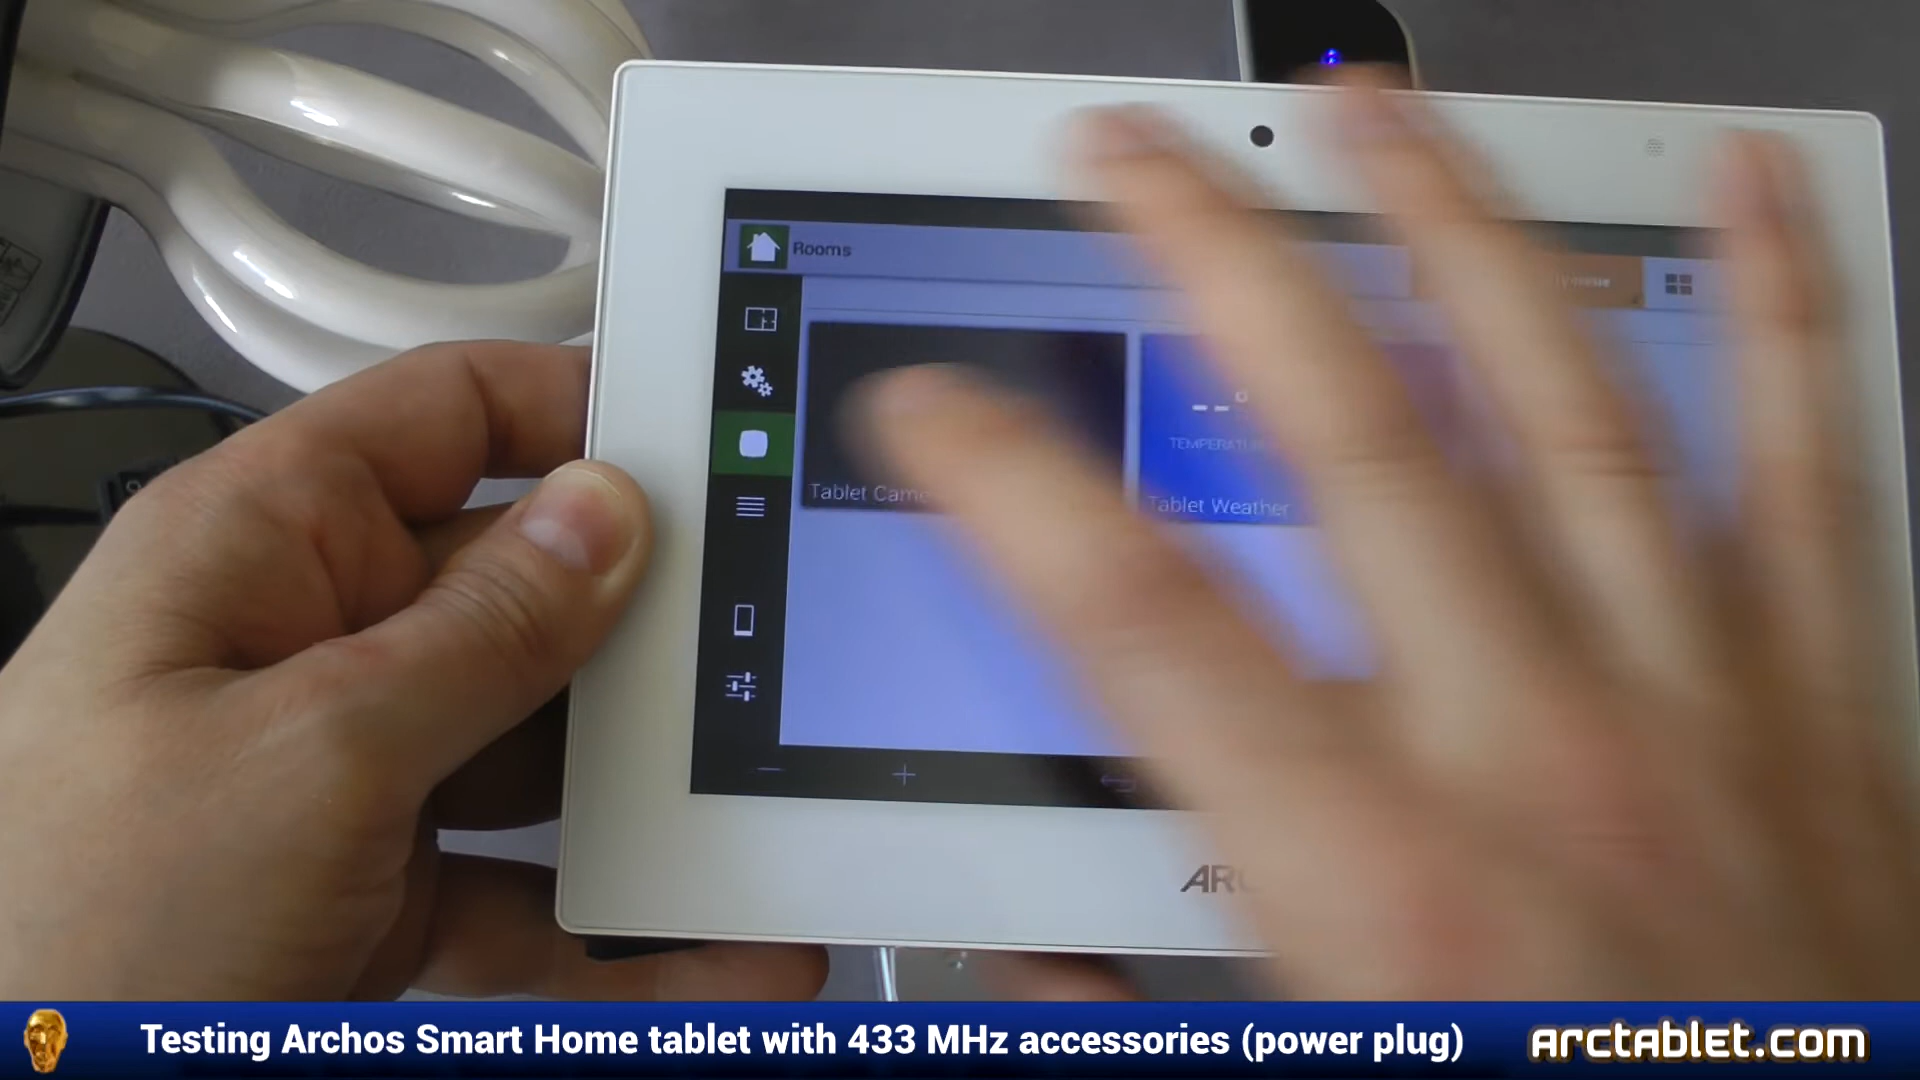 Rooms
TEMPERATU
Tablet Came
Tablet Weather
ARC
Testing Archos Smart Home tablet with 433 MHz accessories (power plug)
arctablet.com